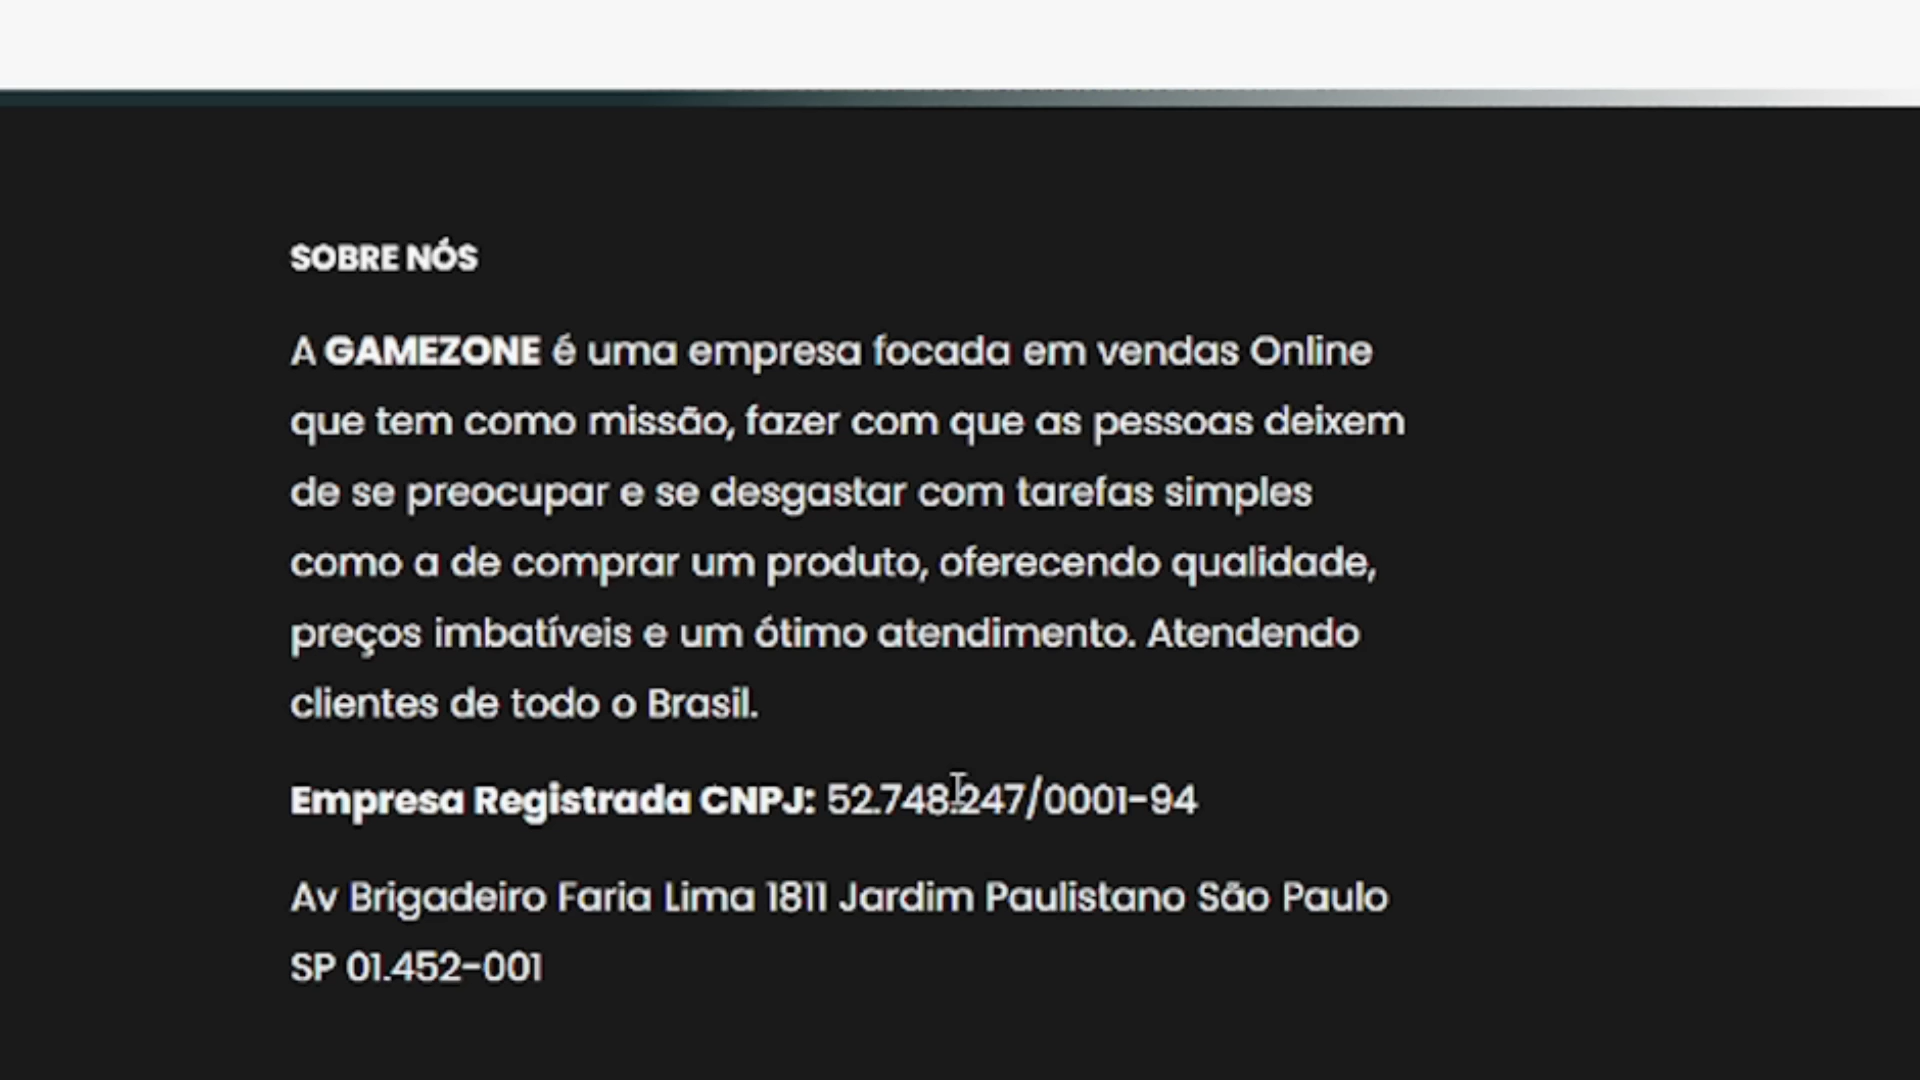 SOBRE NÓS
A GAMEZONE é uma empresa focada em vendas Online
que tem como missão, fazer com que as pessoas deixem
de se preocupar e se desgastar com tarefas simples
como a de comprar um produto, oferecendo qualidade,
preços imbatíveis e um ótimo atendimento. Atendendo
clientes de todo o Brasil.
Empresa Registrada CNPJ: 52.748.247/0001-94
Av Brigadeiro Faria Lima 1811 Jardim Paulistano São Paulo
SP 01.452-001